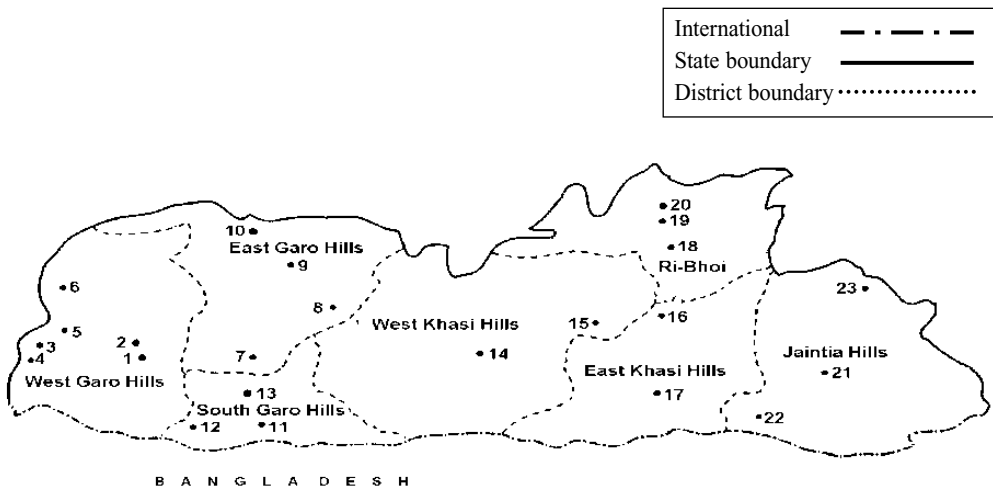 International
State boundary
District boundary
20
19
18
Ri-Bhoi
10
East Garo Hills
9
6
8
23
5
3
4
2
1
West Garo Hills
7
West Khasi Hills
15
14
16
Jaintia Hills
21
East Khasi Hills
17
13
South Garo Hills
12
11
22
B A N G L A D E S H